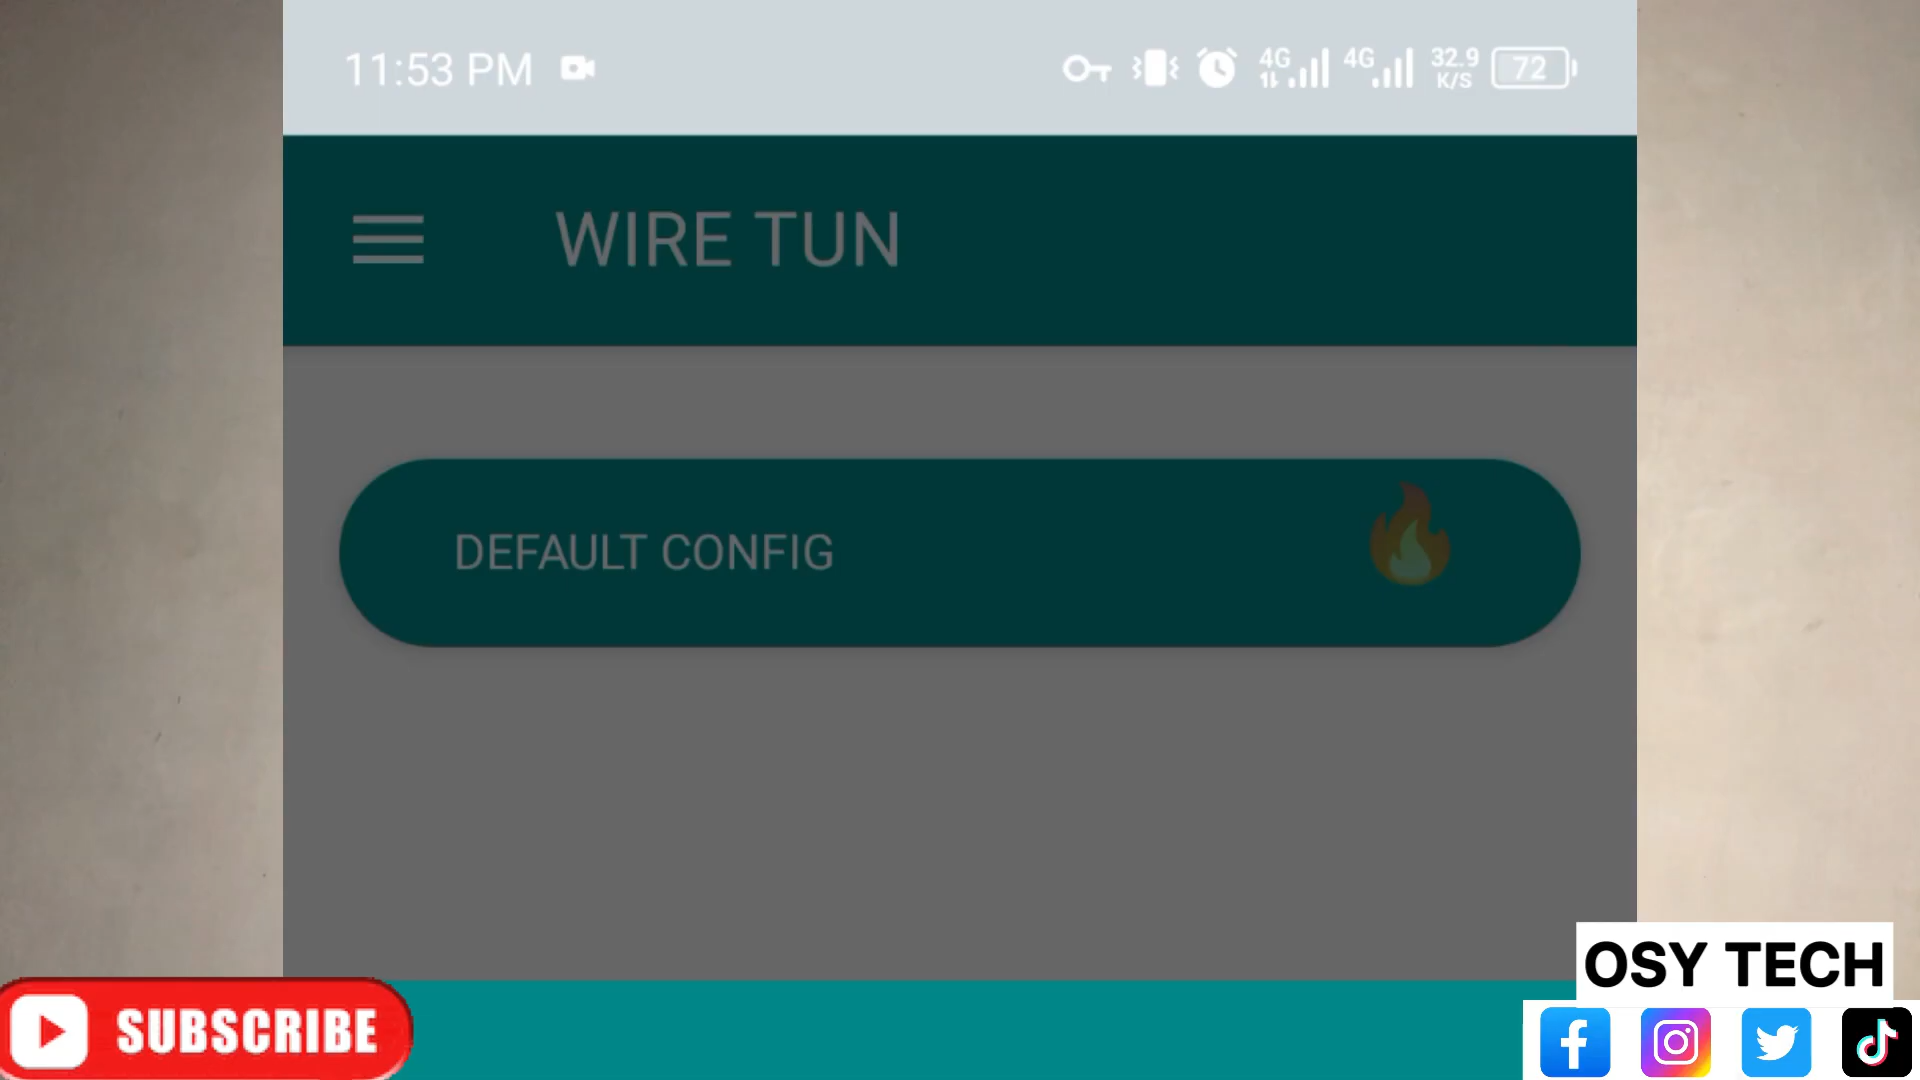 11:53 PM 4G 4G 32.9 K/S 72
WIRE TUN
DEFAULT CONFIG
OSY TECH
SUBSCRIBE